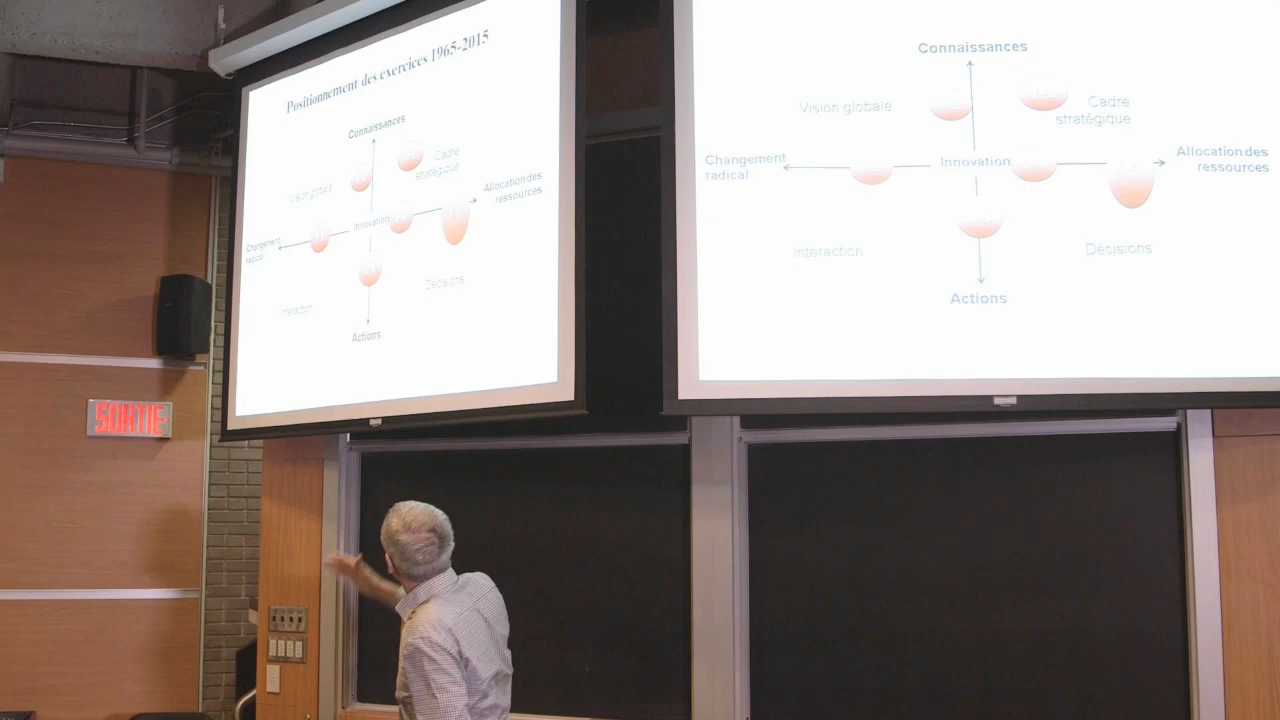 Positionnement des exercices 1965-2015
Connaissances
Vision globale
Cadre
stratégique
Changement
radical
Innovation
Allocation des
ressources
Interaction
Décisions
Actions
Connaissances
Vision globale
Cadre
stratégique
Changement
radical
Innovation
Allocation des
ressources
Interaction
Décisions
Actions
SORTIE